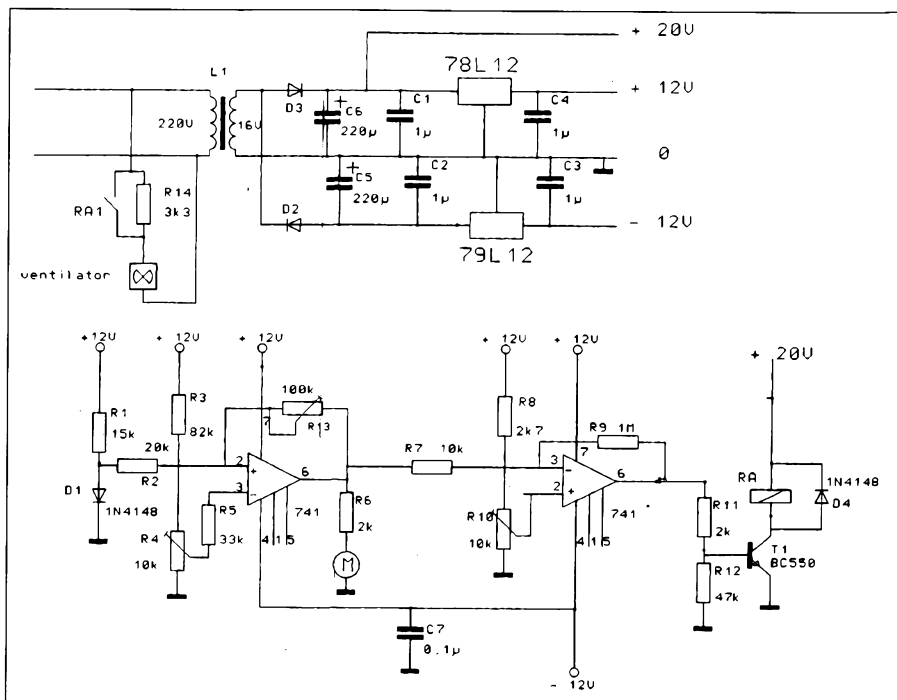 + 20V
L1
78L12
D3
C6
220µ
C1
1µ
C4
1µ
+ 12V
220V
16V
0
C5
220µ
C2
1µ
C3
1µ
R14
3k3
RA1
D2
79L12
- 12V
ventilator
+12V
+ 12V
+ 12V
+ 12V
+ 12V
+ 20V
R1
15k
R3
82k
100k
7
R13
R8
2k7
R9 1M
7
20k
R2
2
+
3
-
6
R7 10k
3
-
2
+
6
RA
1N4148
D4
D1
1N4148
R5
33k
741
4 1 5
R6
2k
R4
10k
R10
10k
741
4 1 5
R11
2k
T1
BC550
M
R12
47k
C7
0.1µ
- 12V